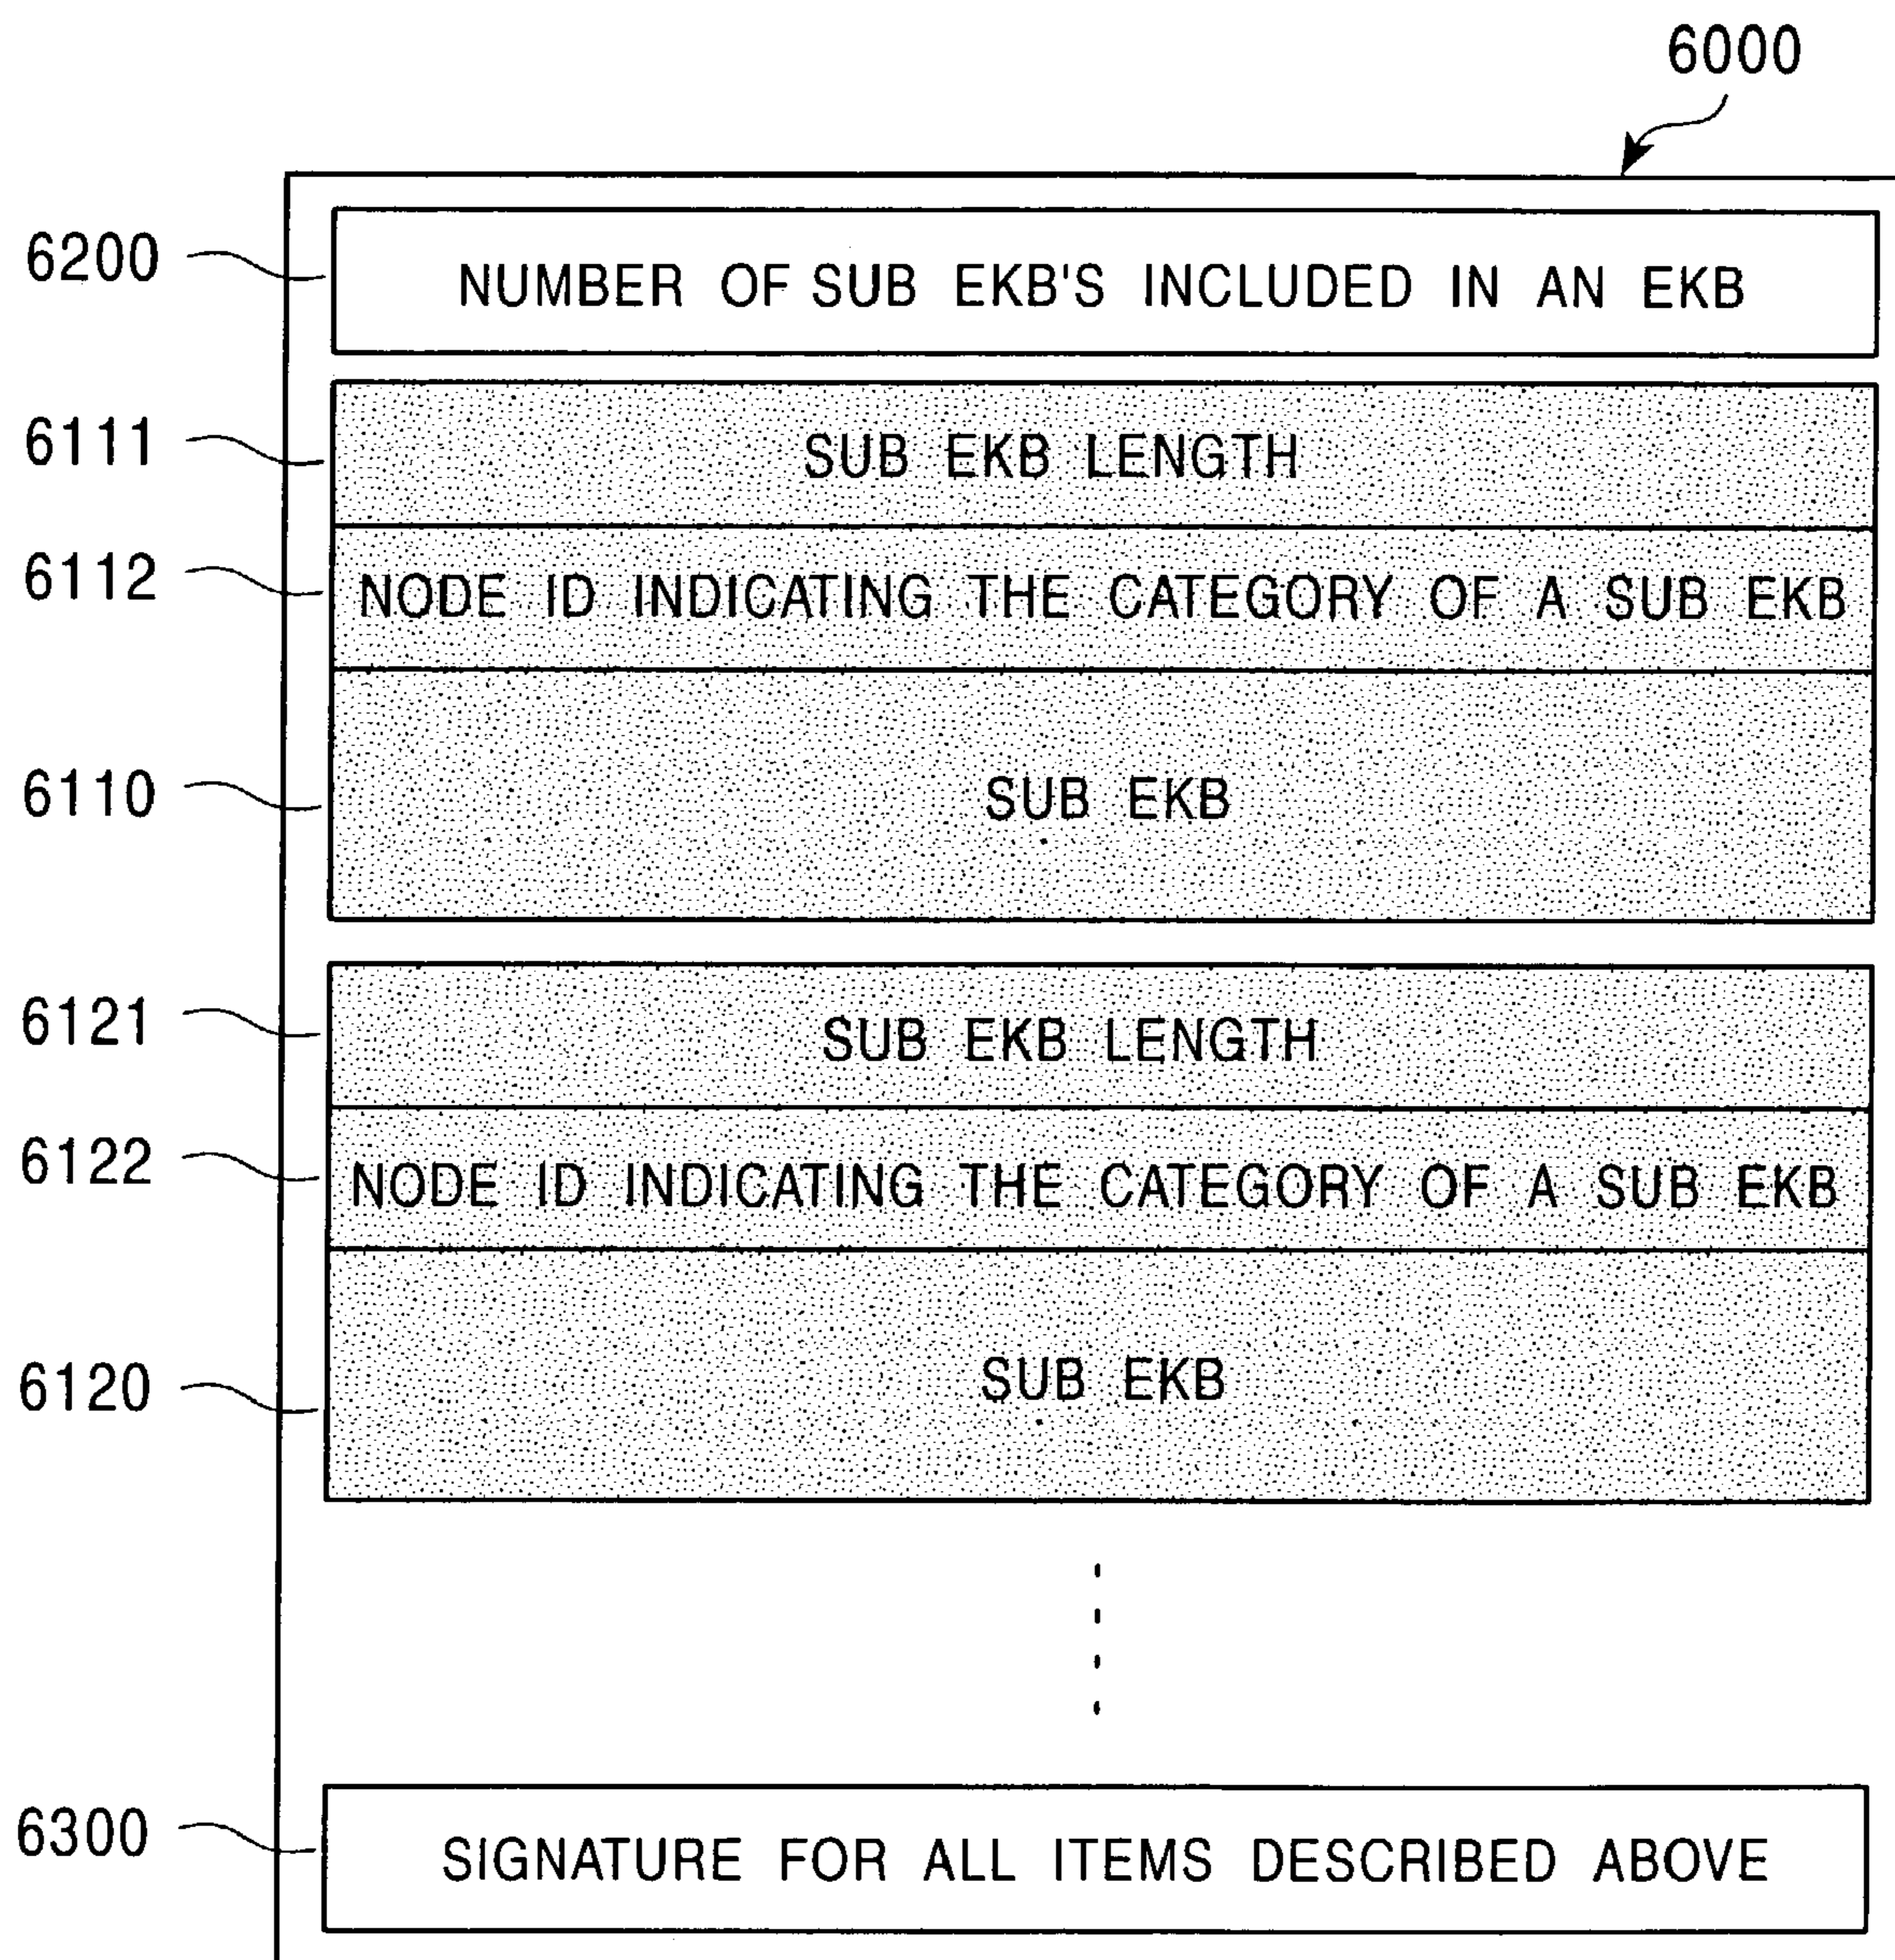 6000
6200
NUMBER OF SUB EKB'S INCLUDED IN AN EKB
6111
SUB EKB LENGTH
6112
NODE ID INDICATING THE CATEGORY OF A SUB EKB
6110
SUB EKB
6121
SUB EKB LENGTH
6122
NODE ID INDICATING THE CATEGORY OF A SUB EKB
6120
SUB EKB
6300
SIGNATURE FOR ALL ITEMS DESCRIBED ABOVE